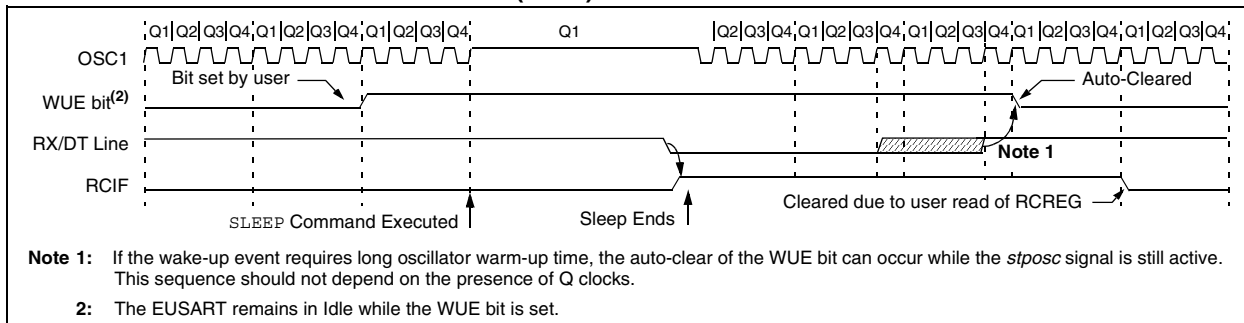 Q1 Q2 Q3 Q4 Q1 Q2 Q3 Q4 Q1 Q2 Q3 Q4 Q1 Q2 Q3 Q4 Q1 Q2 Q3 Q4 Q1 Q2 Q3 Q4 Q1 Q2 Q3 Q4 Q1 Q2 Q3 Q4
OSC1
Bit set by user
Auto-Cleared
WUE bit(2)
RX/DT Line
Note 1
RCIF
Cleared due to user read of RCREG
SLEEP Command Executed
Sleep Ends
Note 1: If the wake-up event requires long oscillator warm-up time, the auto-clear of the WUE bit can occur while the stposc signal is still active.
This sequence should not depend on the presence of Q clocks.
2: The EUSART remains in Idle while the WUE bit is set.